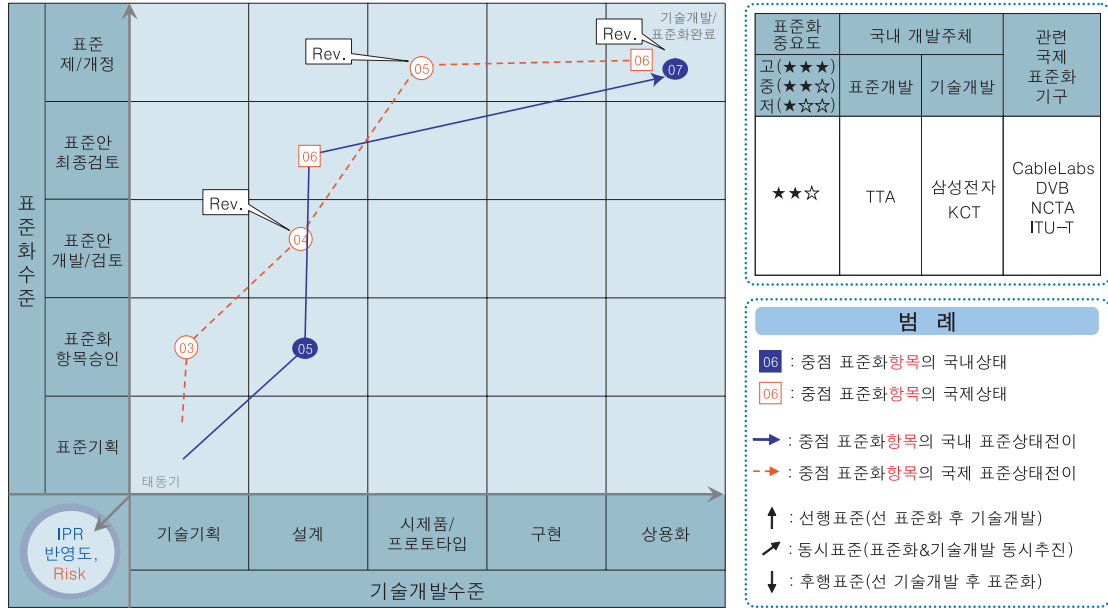 표준화수준
표준
제/개정
표준안
최종검토
표준안
개발/검토
표준화
항목승인
표준기획
기술개발/
표준화완료
Rev.
Rev.
Rev.
05
06
07
06
04
03
05
태동기
IPR
반영도,
Risk
기술기획
설계
시제품/
프로토타입
구현
상용화
기술개발수준
표준화
중요도
고(★★★)
중(★★☆)
저(★☆☆)
국내 개발주체
표준개발
기술개발
관련
국제
표준화
기구
★★☆
TTA
삼성전자
KCT
CableLabs
DVB
NCTA
ITU-T
범 례
06 : 중점 표준화항목의 국내상태
06 : 중점 표준화항목의 국제상태
: 중점 표준화항목의 국내 표준상태전이
: 중점 표준화항목의 국제 표준상태전이
: 선행표준(선 표준화 후 기술개발)
: 동시표준(표준화&기술개발 동시추진)
: 후행표준(선 기술개발 후 표준화)